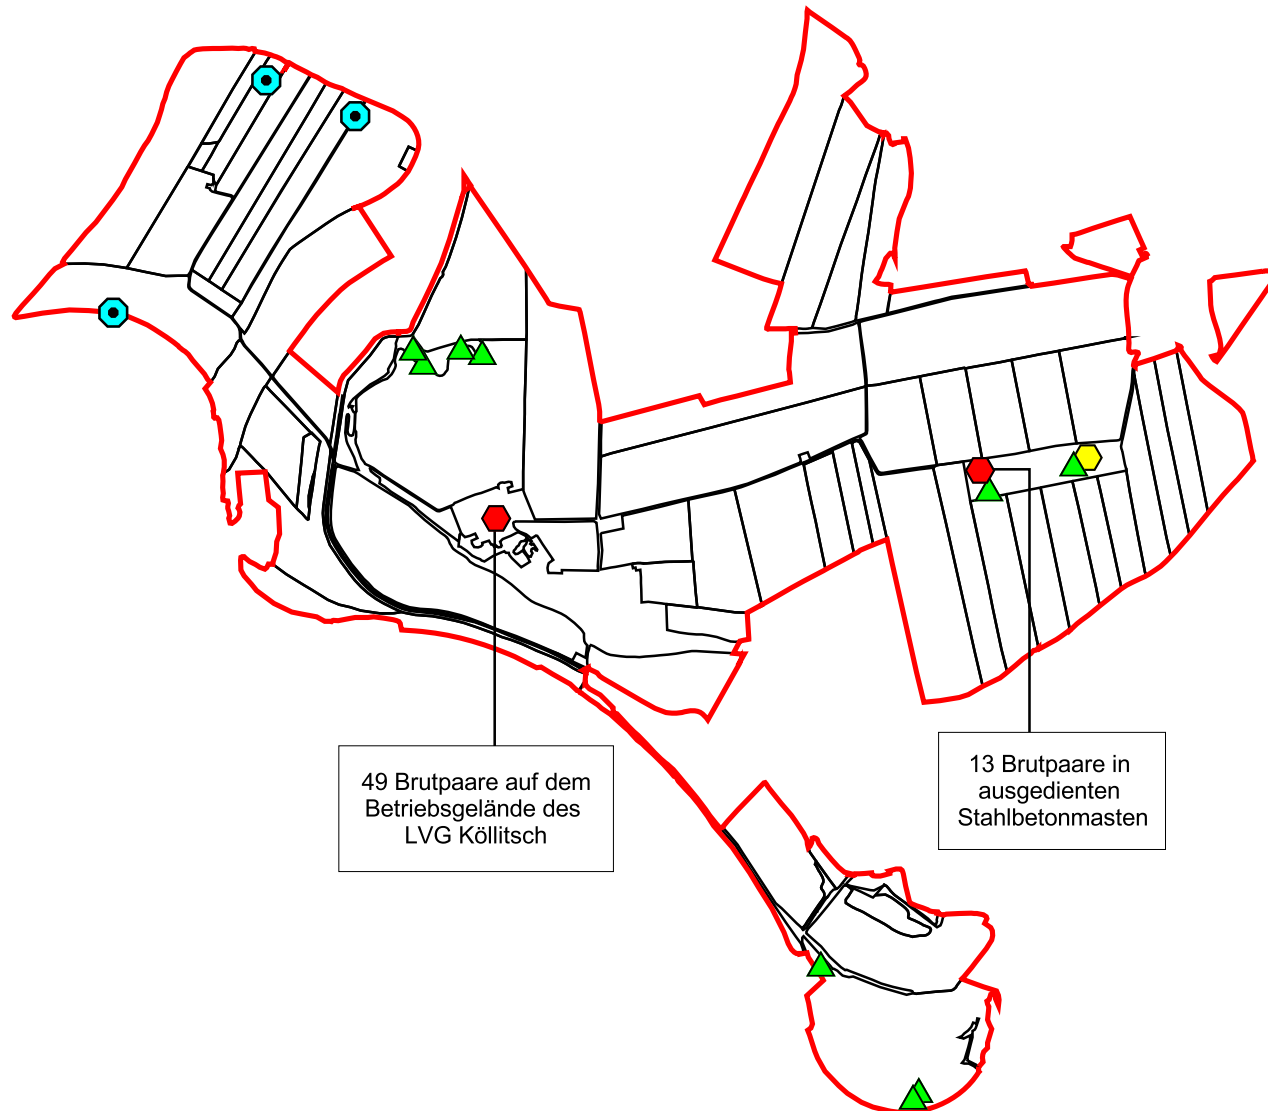 49 Brutpaare auf dem
Betriebsgelände des
LVG Köllitsch
13 Brutpaare in
ausgedienten
Stahlbetonmasten